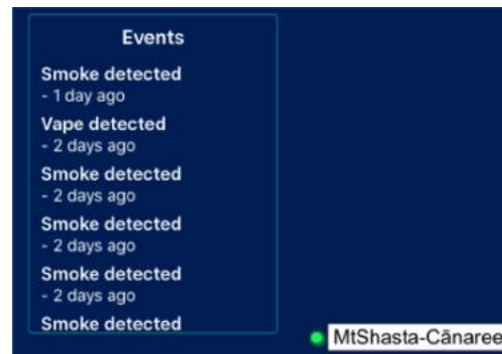 Events
Smoke detected
- 1 day ago
Vape detected
- 2 days ago
Smoke detected
- 2 days ago
Smoke detected
- 2 days ago
Smoke detected
- 2 days ago
Smoke detected
MtShasta-Cānaree